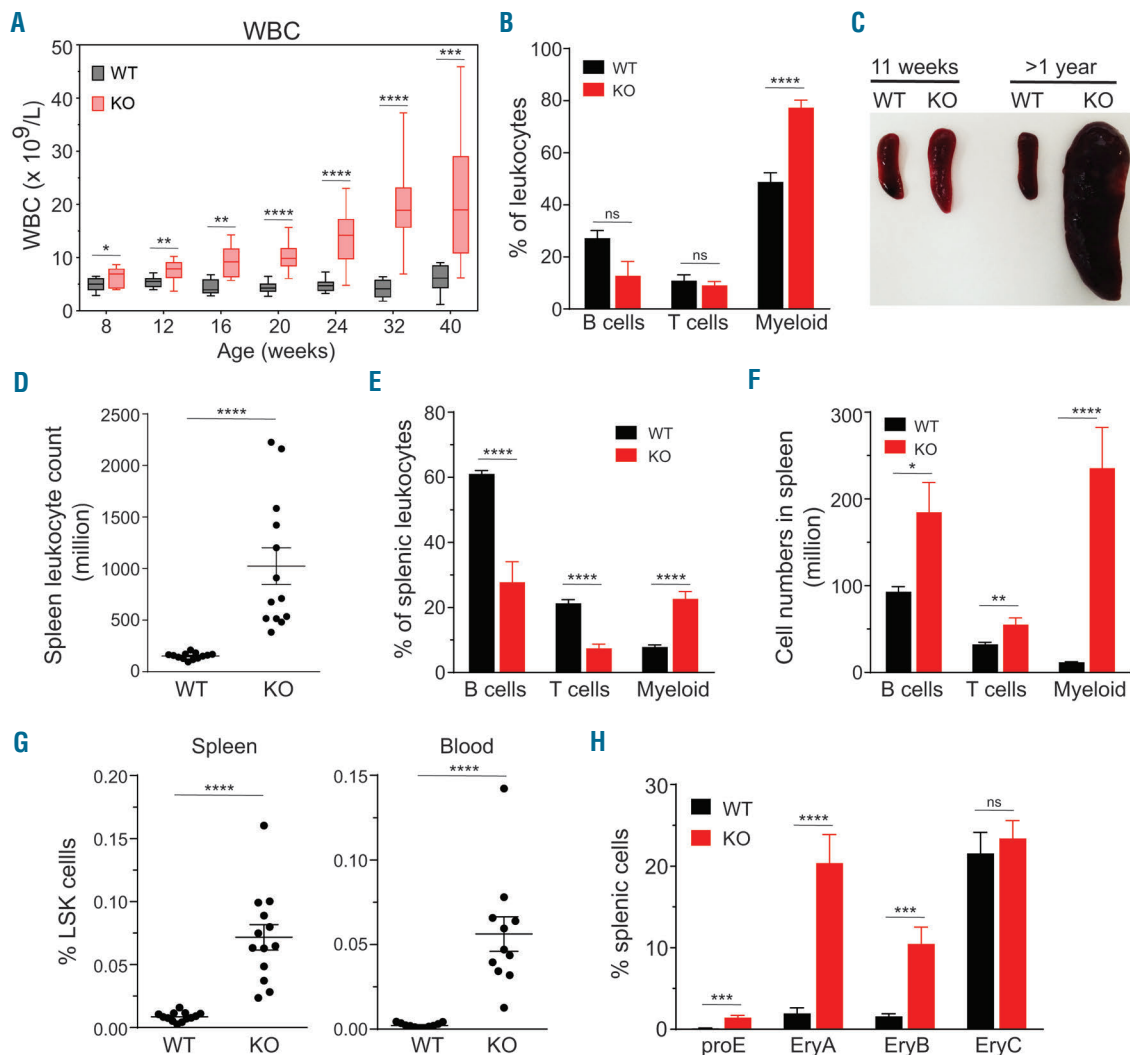 A
WBC
WBC (x 10⁹/L)
50
40
30
20
10
0
WT
KO
*
**
**
****
****
****
***
8 12 16 20 24 32 40
Age (weeks)
B
% of leukocytes
100
80
60
40
20
0
WT
KO
ns
ns
****
B cells T cells Myeloid
C
11 weeks >1 year
WT KO WT KO
D
Spleen leukocyte count
(million)
2500
2000
1500
1000
500
0
****
WT KO
E
% of splenic leukocytes
80
60
40
20
0
WT
KO
****
****
****
B cells T cells Myeloid
F
Cell numbers in spleen
(million)
300
200
100
0
WT
KO
*
**
****
B cells T cells Myeloid
G
% LSK cellls
Spleen
0.20
0.15
0.10
0.05
0.00
****
WT KO
Blood
0.15
0.10
0.05
0.00
****
WT KO
H
% splenic cells
30
20
10
0
WT
KO
***
****
***
ns
proE EryA EryB EryC